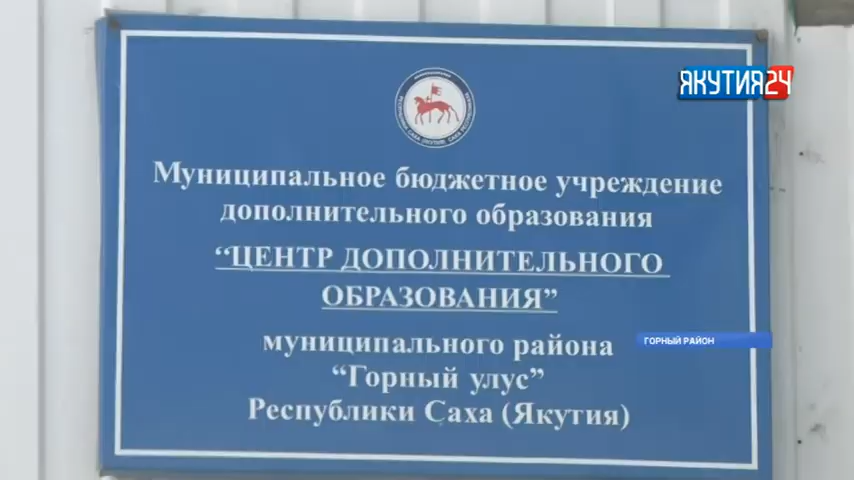 ЯКУТИЯ24
Муниципальное бюджетное учреждение
дополнительного образования
“ЦЕНТР ДОПОЛНИТЕЛЬНОГО
ОБРАЗОВАНИЯ”
муниципального района
ГОРНЫЙ РАЙОН
“Горный улус”
Республики Саха (Якутия)